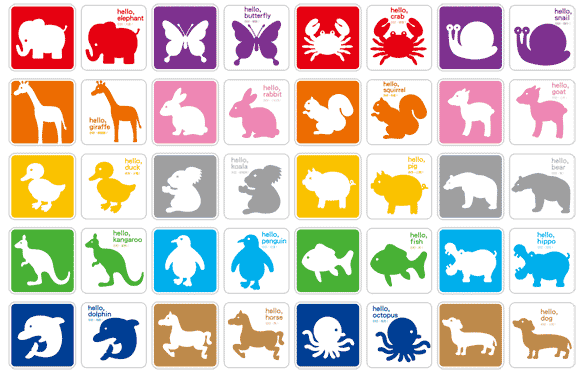 hello,
elephant
hello,
butterfly
hello,
crab
hello,
snail
hello,
giraffe
hello,
rabbit
hello,
squirrel
hello,
goat
hello,
duck
hello,
koala
hello,
pig
hello,
bear
hello,
kangaroo
hello,
penguin
hello,
fish
hello,
hippo
hello,
dolphin
hello,
horse
hello,
octopus
hello,
dog